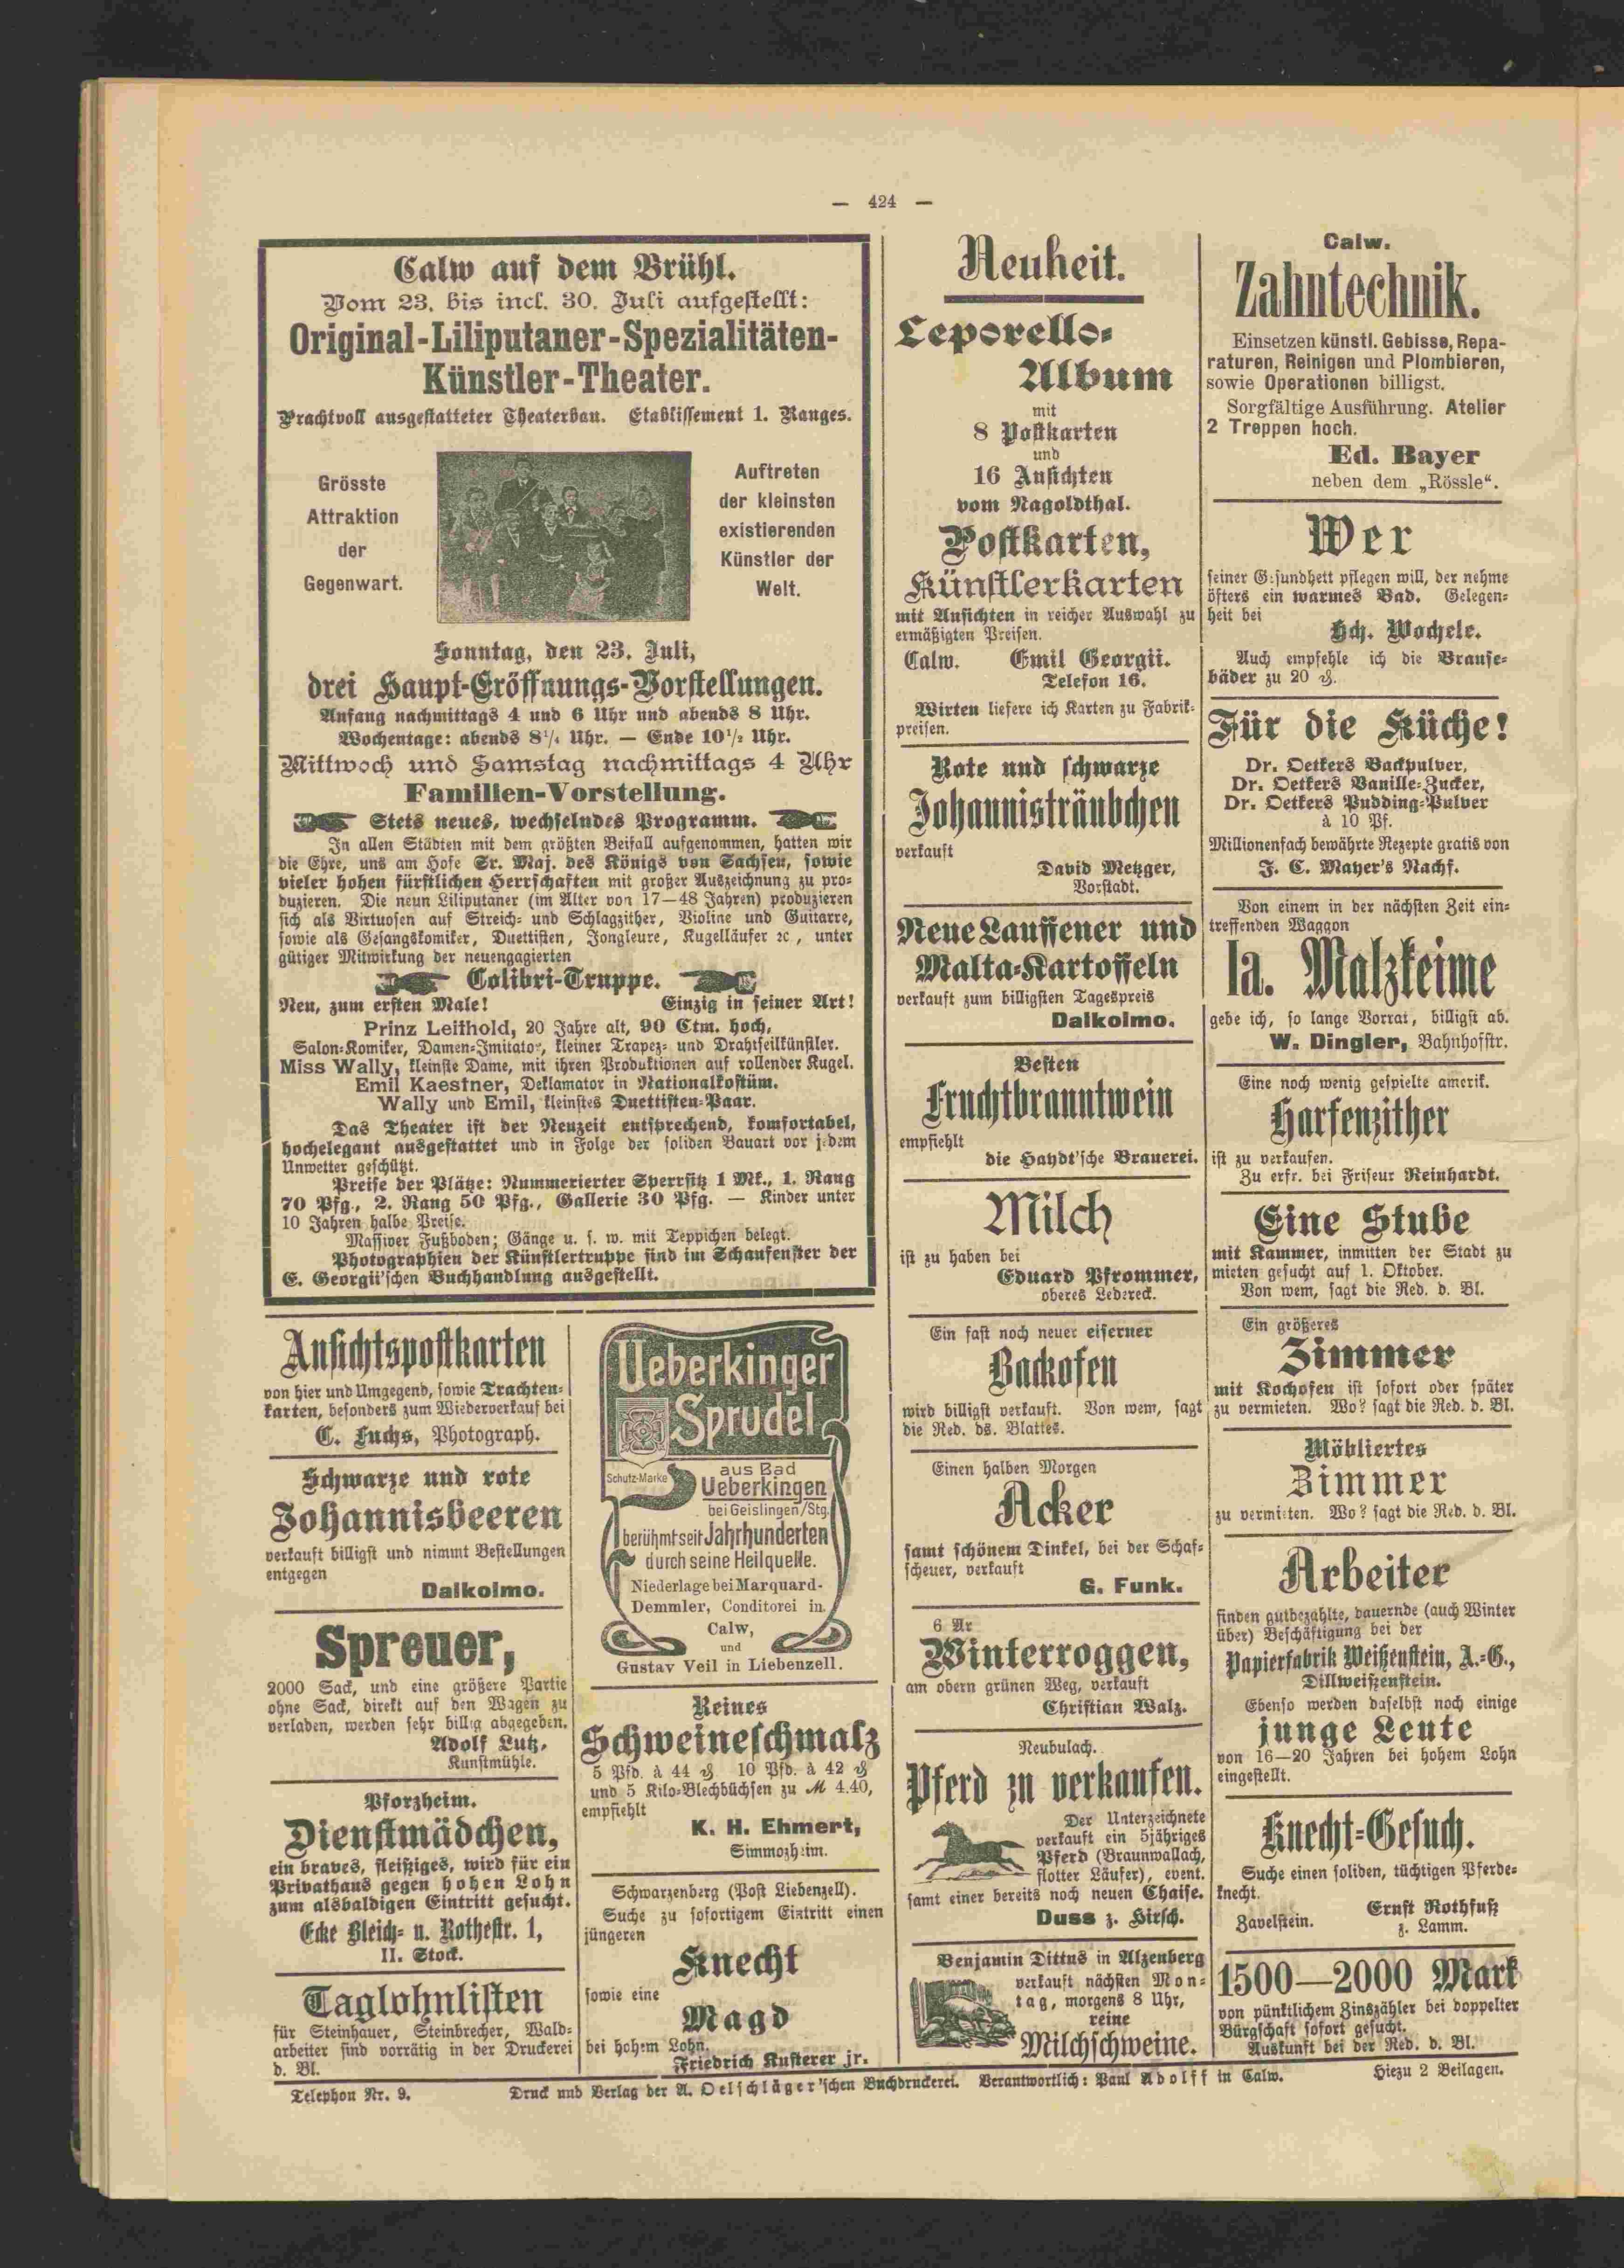 — 424 —
Calw auf dem Brühl.
Vom 23. bis incl. 30. Juli aufgestellt:
Original-Liliputaner-Spezialitäten-
Künstler-Theater.
Prachtvoll ausgestatteter Theaterbau. Etablissement 1. Ranges.
Grösste
Attraktion
der
Gegenwart.
Auftreten
der kleinsten
existierenden
Künstler der
Welt.
Sonntag, den 23. Juli,
drei Haupt-Eröffnungs-Vorstellungen.
Anfang nachmittags 4 und 6 Uhr und abends 8 Uhr.
Wochentage: abends 8¼ Uhr. — Ende 10½ Uhr.
Mittwoch und Samstag nachmittags 4 Uhr
Familien-Vorstellung.
Stets neues, wechselndes Programm.
In allen Städten mit dem größten Beifall aufgenommen, hatten wir
die Ehre, uns am Hofe Sr. Maj. des Königs von Sachsen, sowie
vieler hohen fürstlichen Herrschaften mit großer Auszeichnung zu pro-
duzieren. Die neun Liliputaner (im Alter von 17—48 Jahren) produzieren
sich als Virtuosen auf Streich- und Schlagzither, Violine und Guitarre,
sowie als Gesangskomiker, Duettisten, Jongleure, Kugelläufer ꝛc, unter
gütiger Mitwirkung der neuengagierten
Colibri-Truppe.
Neu, zum ersten Male! Einzig in seiner Art!
Prinz Leithold, 20 Jahre alt, 90 Ctm. hoch,
Salon-Komiker, Damen-Imitator, kleiner Trapez- und Drahtseilkünstler.
Miss Wally, kleinste Dame, mit ihren Produktionen auf rollender Kugel.
Emil Kaestner, Deklamator in Nationalkostüm.
Wally und Emil, kleinstes Duettisten-Paar.
Das Theater ist der Neuzeit entsprechend, komfortabel,
hochelegant ausgestattet und in Folge der soliden Bauart vor jedem
Unwetter geschützt.
Preise der Plätze: Nummerierter Sperrsitz 1 Mk., 1. Rang
70 Pfg., 2. Rang 50 Pfg., Gallerie 30 Pfg. — Kinder unter
10 Jahren halbe Preise.
Massiver Fußboden; Gänge u. s. w. mit Teppichen belegt.
Photographien der Künstlertruppe sind im Schaufenster der
E. Georgii'schen Buchhandlung ausgestellt.
Ansichtspostkarten
von hier und Umgegend, sowie Trachten-
karten, besonders zum Wiederverkauf bei
C. Fuchs, Photograph.
Schwarze und rote
Johannisbeeren
verkauft billigst und nimmt Bestellungen
entgegen
Dalkolmo.
Spreuer,
2000 Sack, und eine größere Partie
ohne Sack, direkt auf den Wagen zu
verladen, werden sehr billig abgegeben.
Adolf Lutz,
Kunstmühle.
Pforzheim.
Dienstmädchen,
ein braves, fleißiges, wird für ein
Privathaus gegen hohen Lohn
zum alsbaldigen Eintritt gesucht.
Ecke Bleich- u. Rothestr. 1,
II. Stock.
Taglohnlisten
für Steinhauer, Steinbrecher, Wald-
arbeiter sind vorrätig in der Druckerei
d. Bl.
Ueberkinger
Sprudel
Schutz-Marke
aus Bad
Ueberkingen
bei Geislingen/Stg.
berühmt seit Jahrhunderten
durch seine Heilquelle.
Niederlage bei Marquard-
Demmler, Conditorei in
Calw,
und
Gustav Veil in Liebenzell.
Reines
Schweineschmalz
5 Pfd. à 44 ₰ 10 Pfd. à 42 ₰
und 5 Kilo-Blechbüchsen zu ℳ 4.40,
empfiehlt
K. H. Ehmert,
Simmozheim.
Schwarzenberg (Post Liebenzell).
Suche zu sofortigem Eintritt einen
jüngeren
Knecht
sowie eine
Magd
bei hohem Lohn.
Friedrich Kusterer jr.
Neuheit.
Leporello-
Album
mit
8 Postkarten
und
16 Ansichten
vom Nagoldthal.
Postkarten,
Künstlerkarten
mit Ansichten in reicher Auswahl zu
ermäßigten Preisen.
Calw. Emil Georgii.
Telefon 16.
Wirten liefere ich Karten zu Fabrik-
preisen.
Rote und schwarze
Johannisträubchen
verkauft
David Metzger,
Vorstadt.
Neue Lauffener und
Malta-Kartoffeln
verkauft zum billigsten Tagespreis
Dalkolmo.
Besten
Fruchtbranntwein
empfiehlt
die Haydt'sche Brauerei.
Milch
ist zu haben bei
Eduard Pfrommer,
oberes Ledereck.
Ein fast noch neuer eiserner
Backofen
wird billigst verkauft. Von wem, sagt
die Red. ds. Blattes.
Einen halben Morgen
Acker
samt schönem Dinkel, bei der Schaf-
scheuer, verkauft
G. Funk.
6 Ar
Winterroggen,
am obern grünen Weg, verkauft
Christian Walz.
Neubulach.
Pferd zu verkaufen.
Der Unterzeichnete
verkauft ein 5jähriges
Pferd (Braunwallach,
flotter Läufer), event.
samt einer bereits noch neuen Chaise.
Duss z. Hirsch.
Benjamin Dittus in Alzenberg
verkauft nächsten Mon-
tag, morgens 8 Uhr,
reine
Milchschweine.
Calw.
Zahntechnik.
Einsetzen künstl. Gebisse, Repa-
raturen, Reinigen und Plombieren,
sowie Operationen billigst.
Sorgfältige Ausführung. Atelier
2 Treppen hoch.
Ed. Bayer
neben dem „Rössle“.
Wer
seiner Gesundheit pflegen will, der nehme
öfters ein warmes Bad. Gelegen-
heit bei
Hch. Wochele.
Auch empfehle ich die Brause-
bäder zu 20 ₰.
Für die Küche!
Dr. Oetkers Backpulver,
Dr. Oetkers Vanille-Zucker,
Dr. Oetkers Pudding-Pulver
à 10 Pf.
Millionenfach bewährte Rezepte gratis von
J. C. Mayer's Nachf.
Von einem in der nächsten Zeit ein-
treffenden Waggon
Ia. Malzkeime
gebe ich, so lange Vorrat, billigst ab.
W. Dingler, Bahnhofstr.
Eine noch wenig gespielte amerik.
Harfenzither
ist zu verkaufen.
Zu erfr. bei Friseur Reinhardt.
Eine Stube
mit Kammer, inmitten der Stadt zu
mieten gesucht auf 1. Oktober.
Von wem, sagt die Red. d. Bl.
Ein größeres
Zimmer
mit Kochofen ist sofort oder später
zu vermieten. Wo? sagt die Red. d. Bl.
Möbliertes
Zimmer
zu vermieten. Wo? sagt die Red. d. Bl.
Arbeiter
finden gutbezahlte, dauernde (auch Winter
über) Beschäftigung bei der
Papierfabrik Weißenstein, A.-G.,
Dillweißenstein.
Ebenso werden daselbst noch einige
junge Leute
von 16—20 Jahren bei hohem Lohn
eingestellt.
Knecht-Gesuch.
Suche einen soliden, tüchtigen Pferde-
knecht.
Ernst Rothfuß
Zavelstein. z. Lamm.
1500—2000 Mark
von pünktlichem Zinszähler bei doppelter
Bürgschaft sofort gesucht.
Auskunft bei der Red. d. Bl.
Telephon Nr. 9. Druck und Verlag der A. Oelschläger'schen Buchdruckerei. Verantwortlich: Paul Adolff in Calw. Hiezu 2 Beilagen.